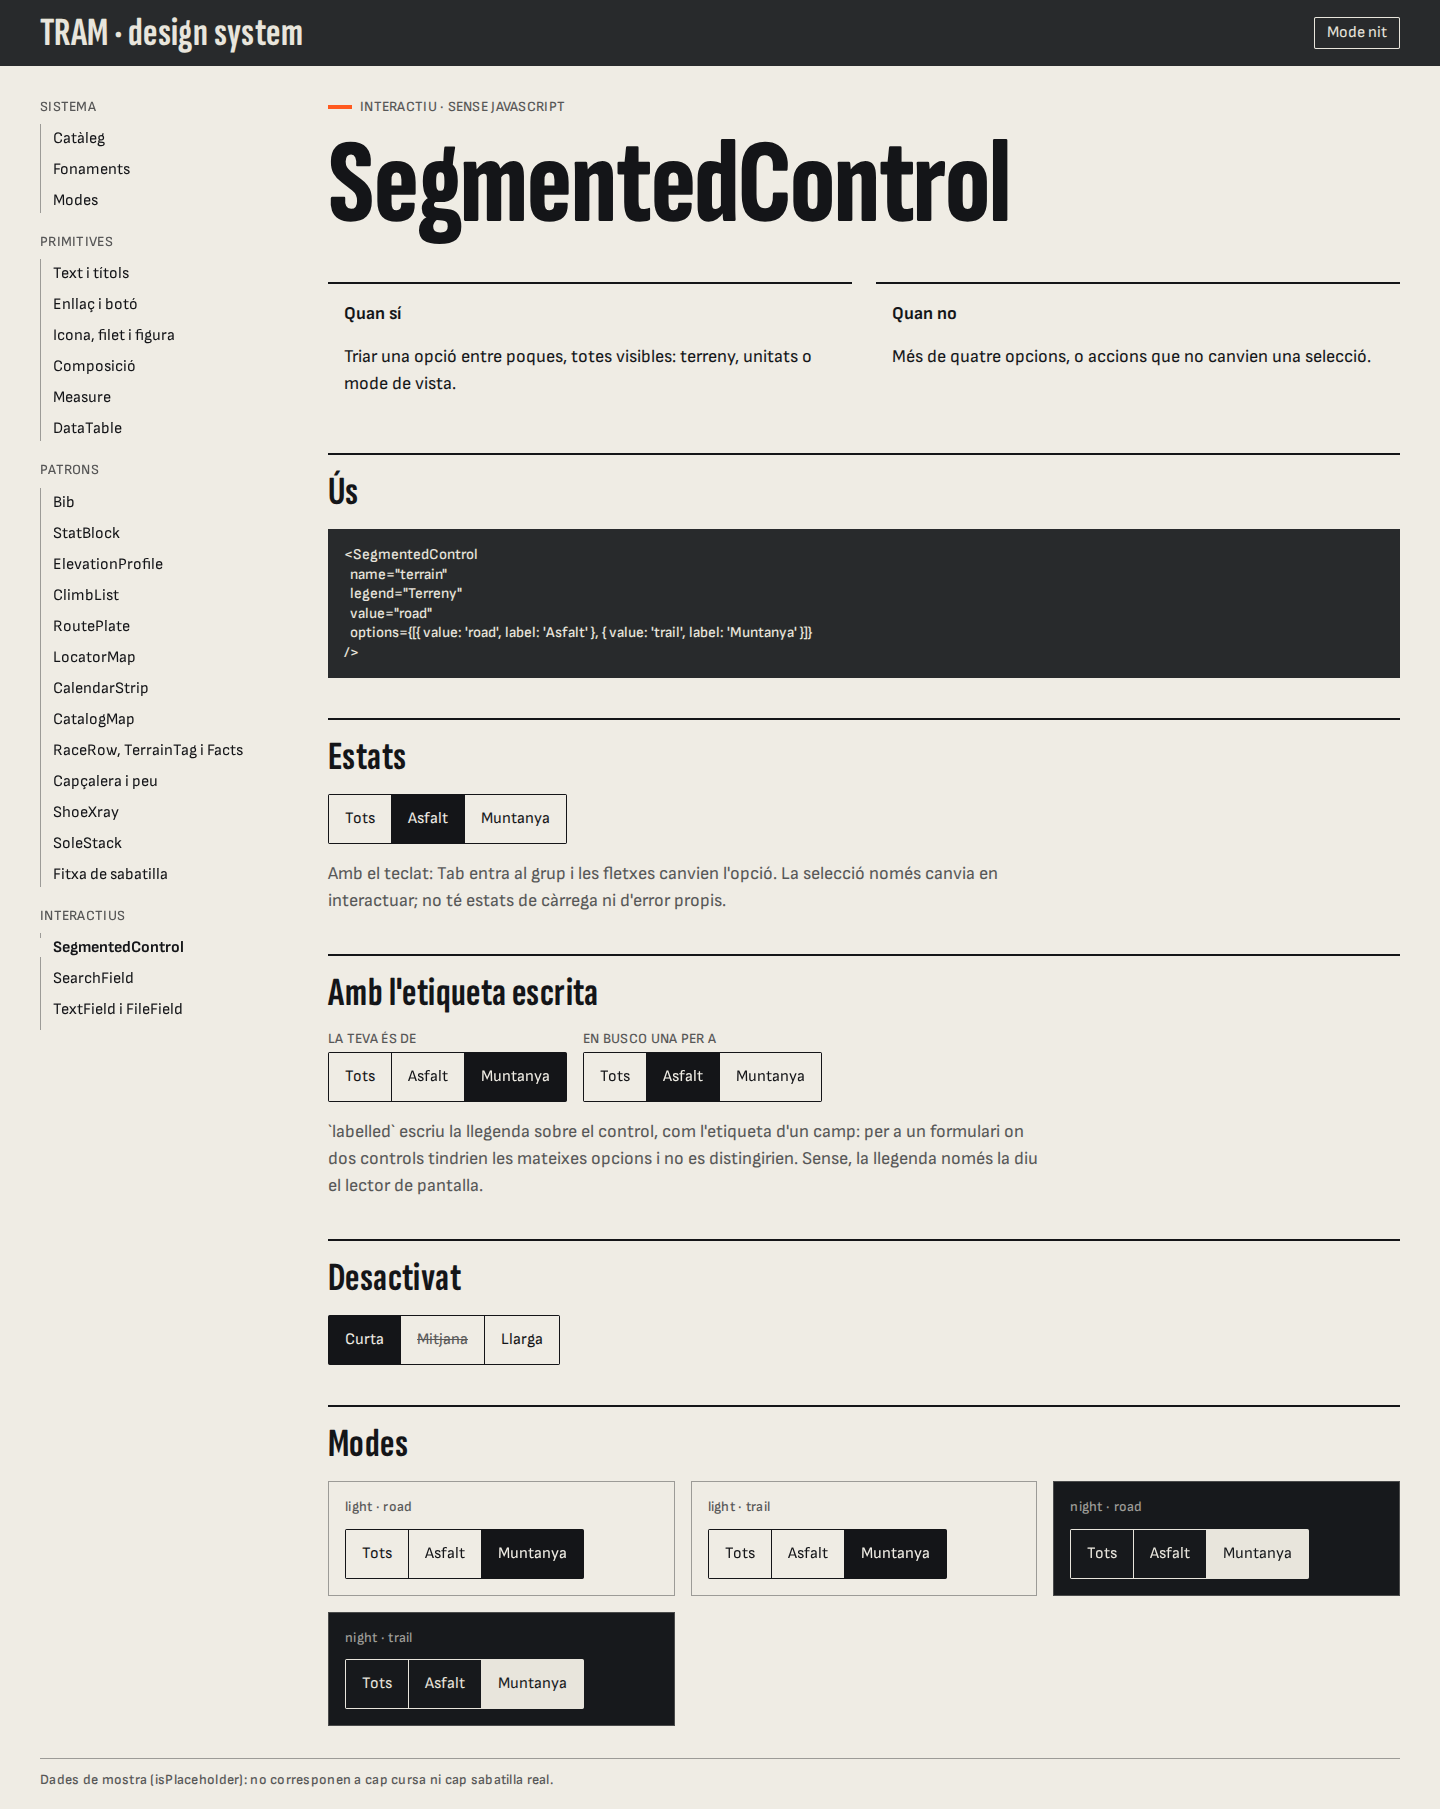 TRAM · design system
Mode nit
SISTEMA
Catàleg
Fonaments
Modes
PRIMITIVES
Text i títols
Enllaç i botó
Icona, filet i figura
Composició
Measure
DataTable
PATRONS
Bib
StatBlock
ElevationProfile
ClimbList
RoutePlate
LocatorMap
CalendarStrip
CatalogMap
RaceRow, TerrainTag i Facts
Capçalera i peu
ShoeXray
SoleStack
Fitxa de sabatilla
INTERACTIUS
SegmentedControl
SearchField
TextField i FileField
INTERACTIU · SENSE JAVASCRIPT
SegmentedControl
Quan sí
Triar una opció entre poques, totes visibles: terreny, unitats o
mode de vista.
Quan no
Més de quatre opcions, o accions que no canvien una selecció.
Ús
<SegmentedControl
name="terrain"
legend="Terreny"
value="road"
options={[{ value: 'road', label: 'Asfalt' }, { value: 'trail', label: 'Muntanya' }]}
/>
Estats
Tots Asfalt Muntanya
Amb el teclat: Tab entra al grup i les fletxes canvien l'opció. La selecció només canvia en
interactuar; no té estats de càrrega ni d'error propis.
Amb l'etiqueta escrita
LA TEVA ÉS DE
Tots Asfalt Muntanya
EN BUSCO UNA PER A
Tots Asfalt Muntanya
`labelled` escriu la llegenda sobre el control, com l'etiqueta d'un camp: per a un formulari on
dos controls tindrien les mateixes opcions i no es distingirien. Sense, la llegenda només la diu
el lector de pantalla.
Desactivat
Curta Mitjana Llarga
Modes
light · road
Tots Asfalt Muntanya
light · trail
Tots Asfalt Muntanya
night · road
Tots Asfalt Muntanya
night · trail
Tots Asfalt Muntanya
Dades de mostra (isPlaceholder): no corresponen a cap cursa ni cap sabatilla real.